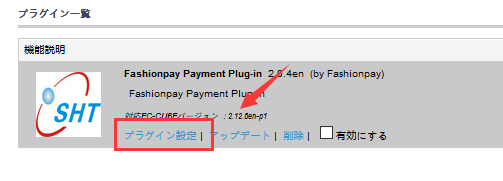 プラグイン一覧
機能説明
SHT
Fashionpay Payment Plug-in 2.0.4en (by Fashionpay)
Fashionpay Payment Plug-in
対応EC-CUBEバージョン : 2.12.6en-p1
プラグイン設定 | アップデート | 削除 | 有効にする